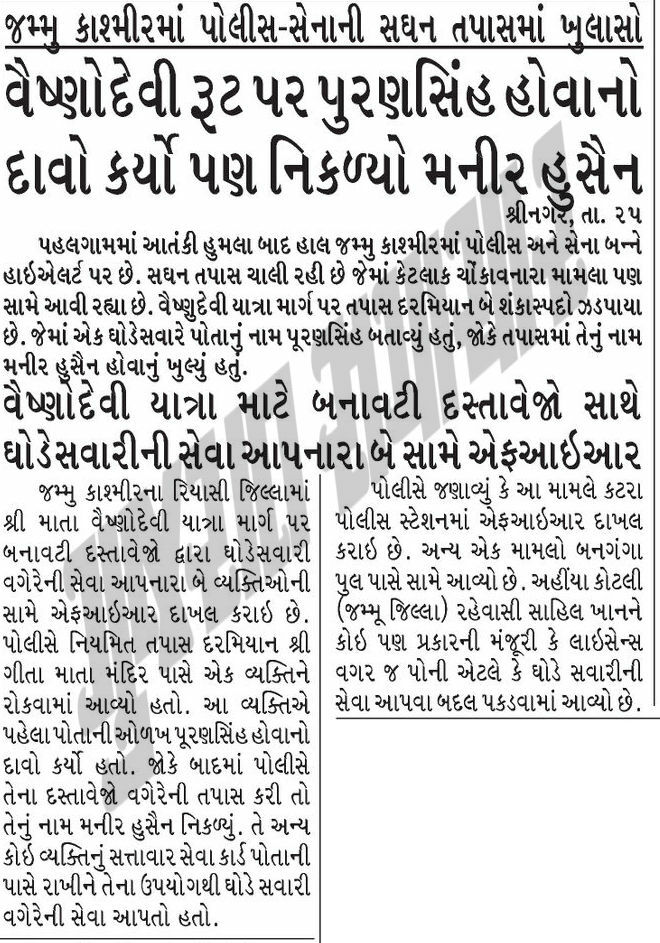 જમ્મુ કાશ્મીરમાં પોલીસ-સેનાની સઘન તપાસમાં ખુલાસો
વૈષ્ણોદેવી રૂટ પર પુરણસિંહ હોવાનો
દાવો કર્યો પણ નિકળ્યો મનીર હુસૈન
શ્રીનગર, તા. ૨૫
પહલગામમાં આતંકી હુમલા બાદ હાલ જમ્મુ કાશ્મીરમાં પોલીસ અને સેના બન્ને
હાઇએલર્ટ પર છે. સઘન તપાસ ચાલી રહી છે જેમાં કેટલાક ચોંકાવનારા મામલા પણ
સામે આવી રહ્યા છે. વૈષ્ણુદેવી યાત્રા માર્ગ પર તપાસ દરમિયાન બે શંકાસ્પદો ઝડપાયા
છે. જેમાં એક ઘોડેસવારે પોતાનું નામ પૂરણસિંહ બતાવ્યું હતું, જોકે તપાસમાં તેનું નામ
મનીર હુસૈન હોવાનું ખુલ્યું હતું.
વૈષ્ણોદેવી યાત્રા માટે બનાવટી દસ્તાવેજો સાથે
ઘોડેસવારીની સેવા આપનારા બે સામે એફઆઇઆર
જમ્મુ કાશ્મીરના રિયાસી જિલ્લામાં
શ્રી માતા વૈષ્ણોદેવી યાત્રા માર્ગ પર
બનાવટી દસ્તાવેજો દ્વારા ઘોડેસવારી
વગેરેની સેવા આપનારા બે વ્યક્તિઓની
સામે એફઆઇઆર દાખલ કરાઇ છે.
પોલીસે નિયમિત તપાસ દરમિયાન શ્રી
ગીતા માતા મંદિર પાસે એક વ્યક્તિને
રોકવામાં આવ્યો હતો. આ વ્યક્તિએ
પહેલા પોતાની ઓળખ પૂરણસિંહ હોવાનો
દાવો કર્યો હતો. જોકે બાદમાં પોલીસે
તેના દસ્તાવેજો વગેરેની તપાસ કરી તો
તેનું નામ મનીર હુસૈન નિકળ્યું. તે અન્ય
કોઇ વ્યક્તિનું સત્તાવાર સેવા કાર્ડ પોતાની
પાસે રાખીને તેના ઉપયોગથી ઘોડે સવારી
વગેરેની સેવા આપતો હતો.
પોલીસે જણાવ્યું કે આ મામલે કટરા
પોલીસ સ્ટેશનમાં એફઆઇઆર દાખલ
કરાઇ છે. અન્ય એક મામલો બનગંગા
પુલ પાસે સામે આવ્યો છે. અહીંયા કોટલી
(જમ્મૂ જિલ્લા) રહેવાસી સાહિલ ખાનને
કોઇ પણ પ્રકારની મંજૂરી કે લાઇસેન્સ
વગર જ પોની એટલે કે ઘોડે સવારીની
સેવા આપવા બદલ પકડવામાં આવ્યો છે.